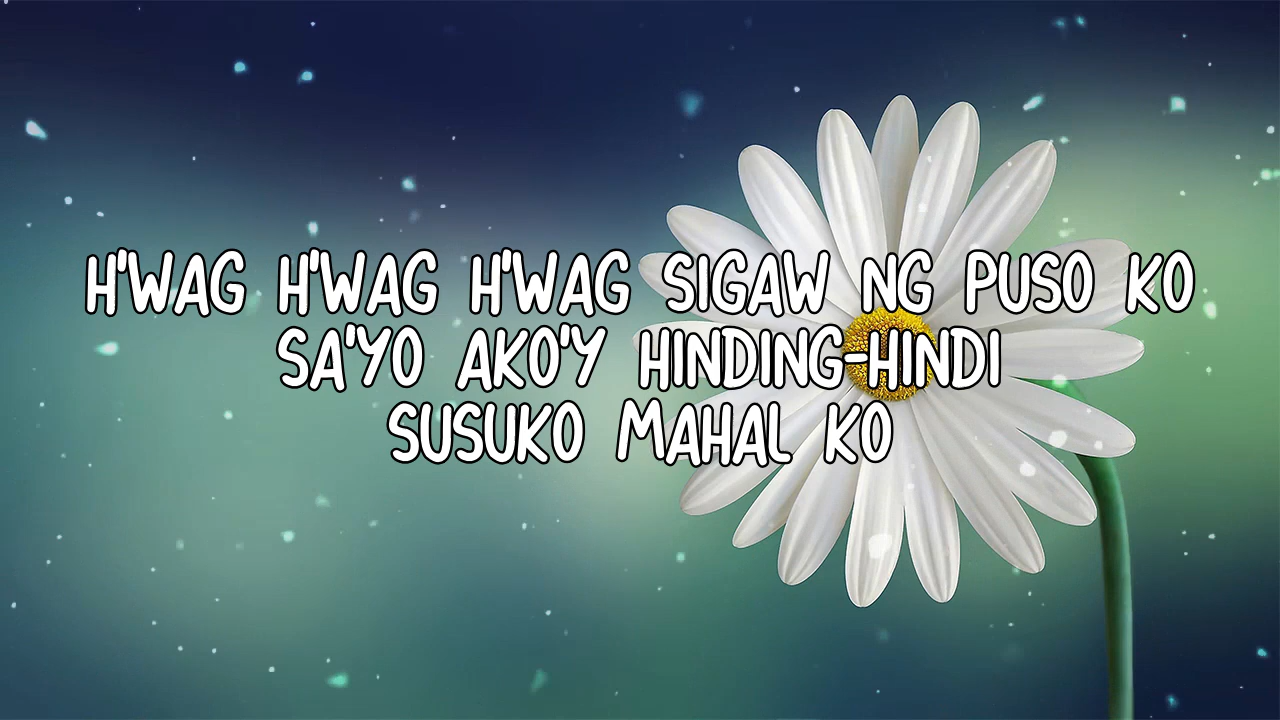 H'WAG H'WAG H'WAG SIGAW NG PUSO KO
SA'YO AKO'Y HINDING-HINDI
SUSUKO MAHAL KO